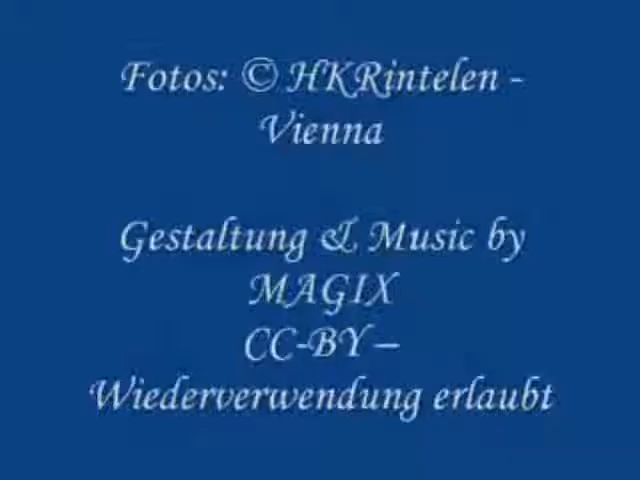 Fotos: © HKRintelen -
Vienna
Gestaltung & Music by
MAGIX
CC-BY –
Wiederverwendung erlaubt